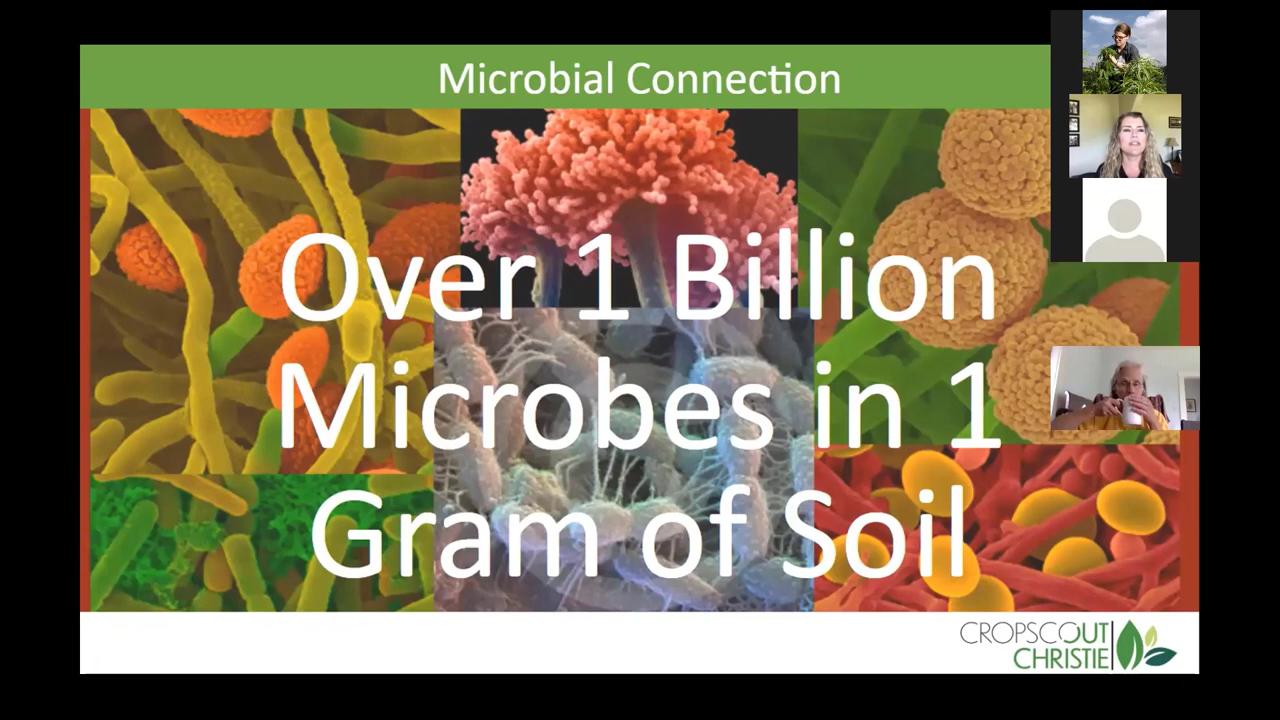 Microbial Connection
Over 1 Billion
Microbes in 1
Gram of Soil
CROPSCOUT
CHRISTIE